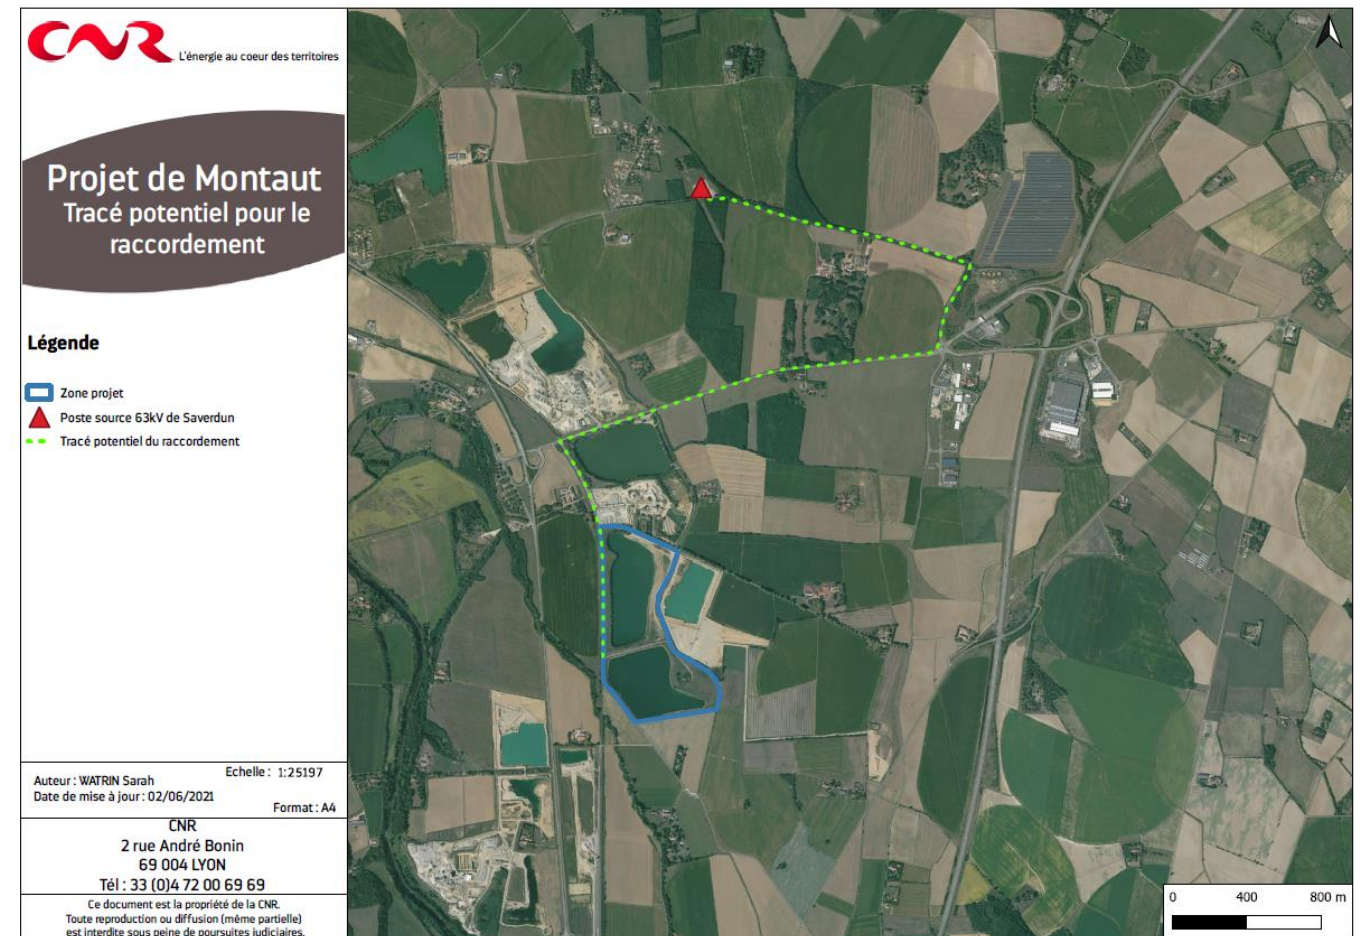 CNR
L'énergie au coeur des territoires
Projet de Montaut
Tracé potentiel pour le
raccordement
Légende
Zone projet
Poste source 63kV de Saverdun
Tracé potentiel du raccordement
Auteur : WATRIN Sarah
Echelle : 1:25197
Date de mise à jour : 02/06/2021
Format : A4
CNR
2 rue André Bonin
69 004 LYON
Tél : 33 (0)4 72 00 69 69
Ce document est la propriété de la CNR.
Toute reproduction ou diffusion (même partielle)
est interdite sous peine de poursuites judiciaires.
0 400 800 m